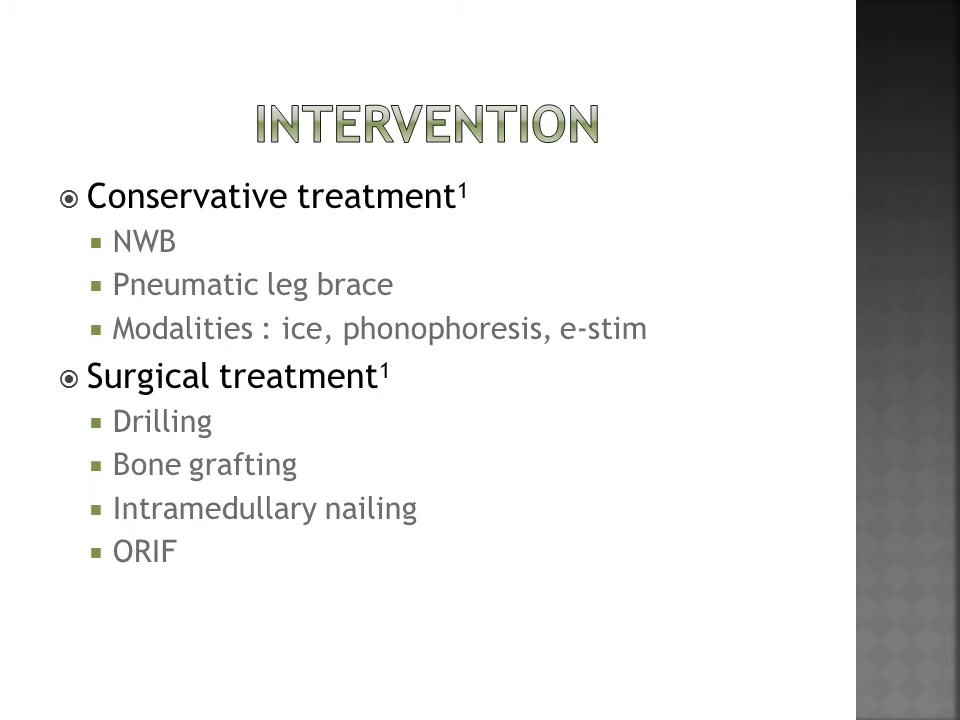 INTERVENTION
Conservative treatment¹
NWB
Pneumatic leg brace
Modalities : ice, phonophoresis, e-stim
Surgical treatment¹
Drilling
Bone grafting
Intramedullary nailing
ORIF